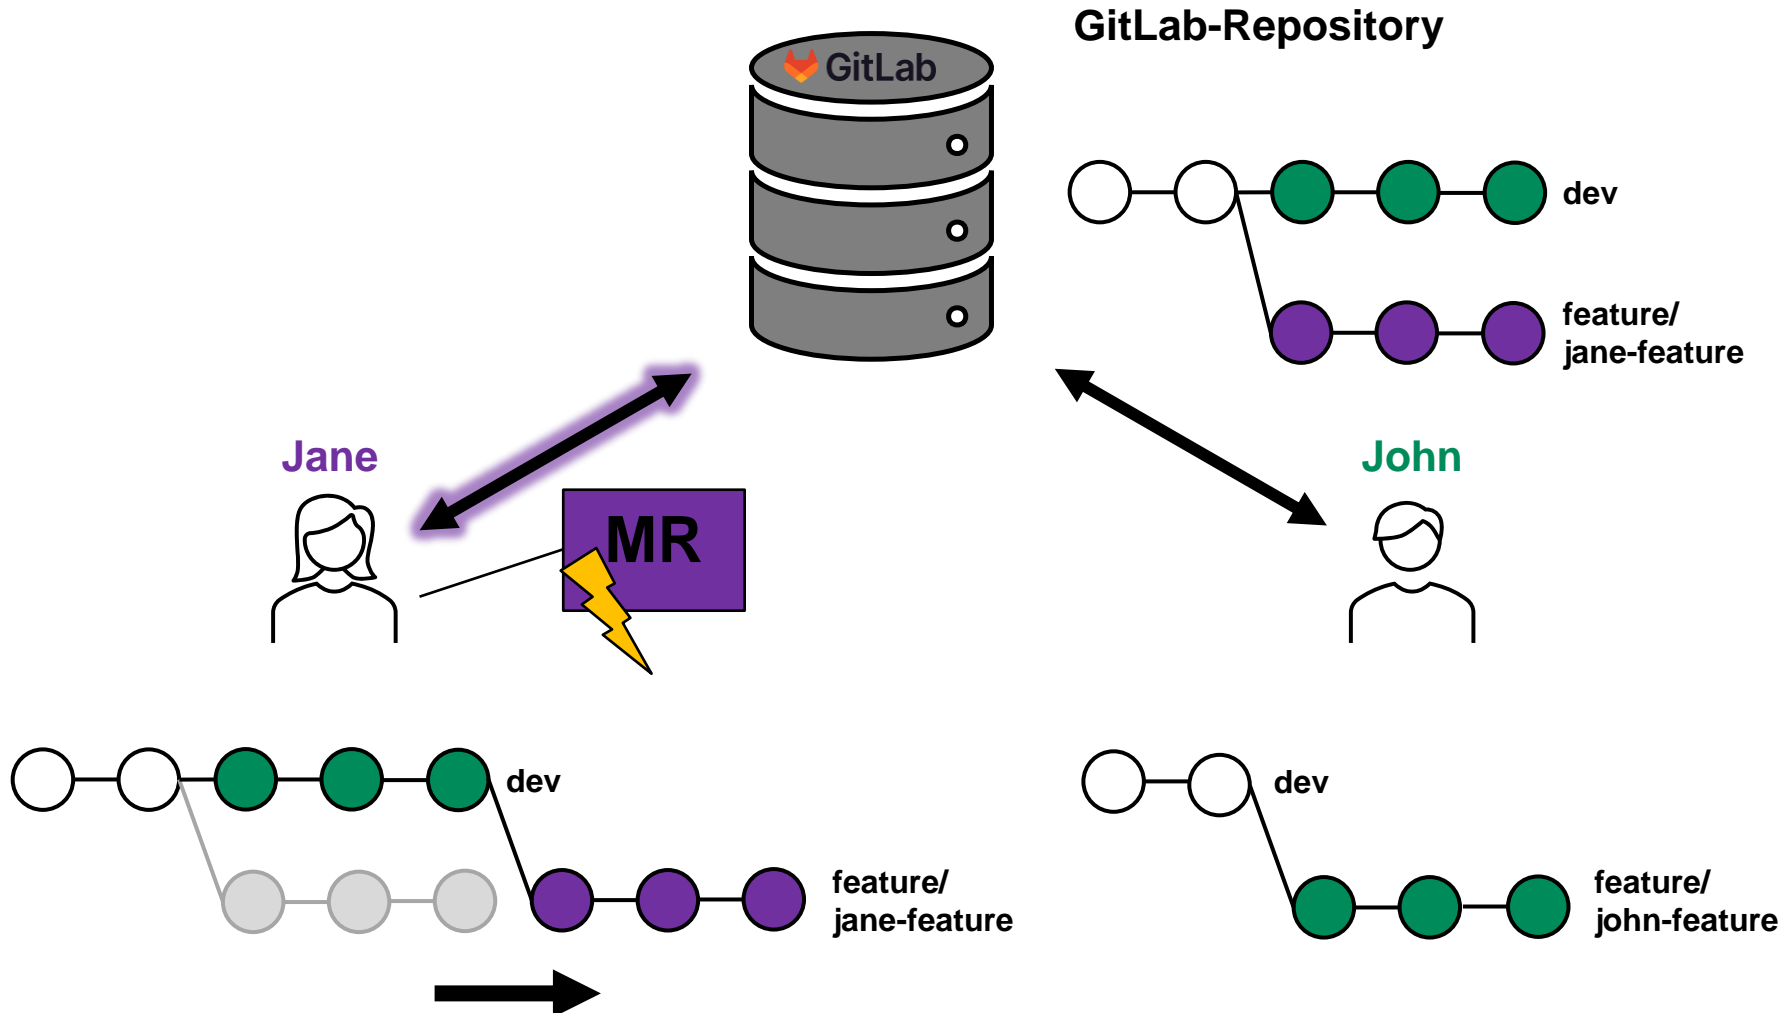 GitLab-Repository
GitLab
dev
feature/
jane-feature
Jane
John
MR
dev
feature/
jane-feature
dev
feature/
john-feature